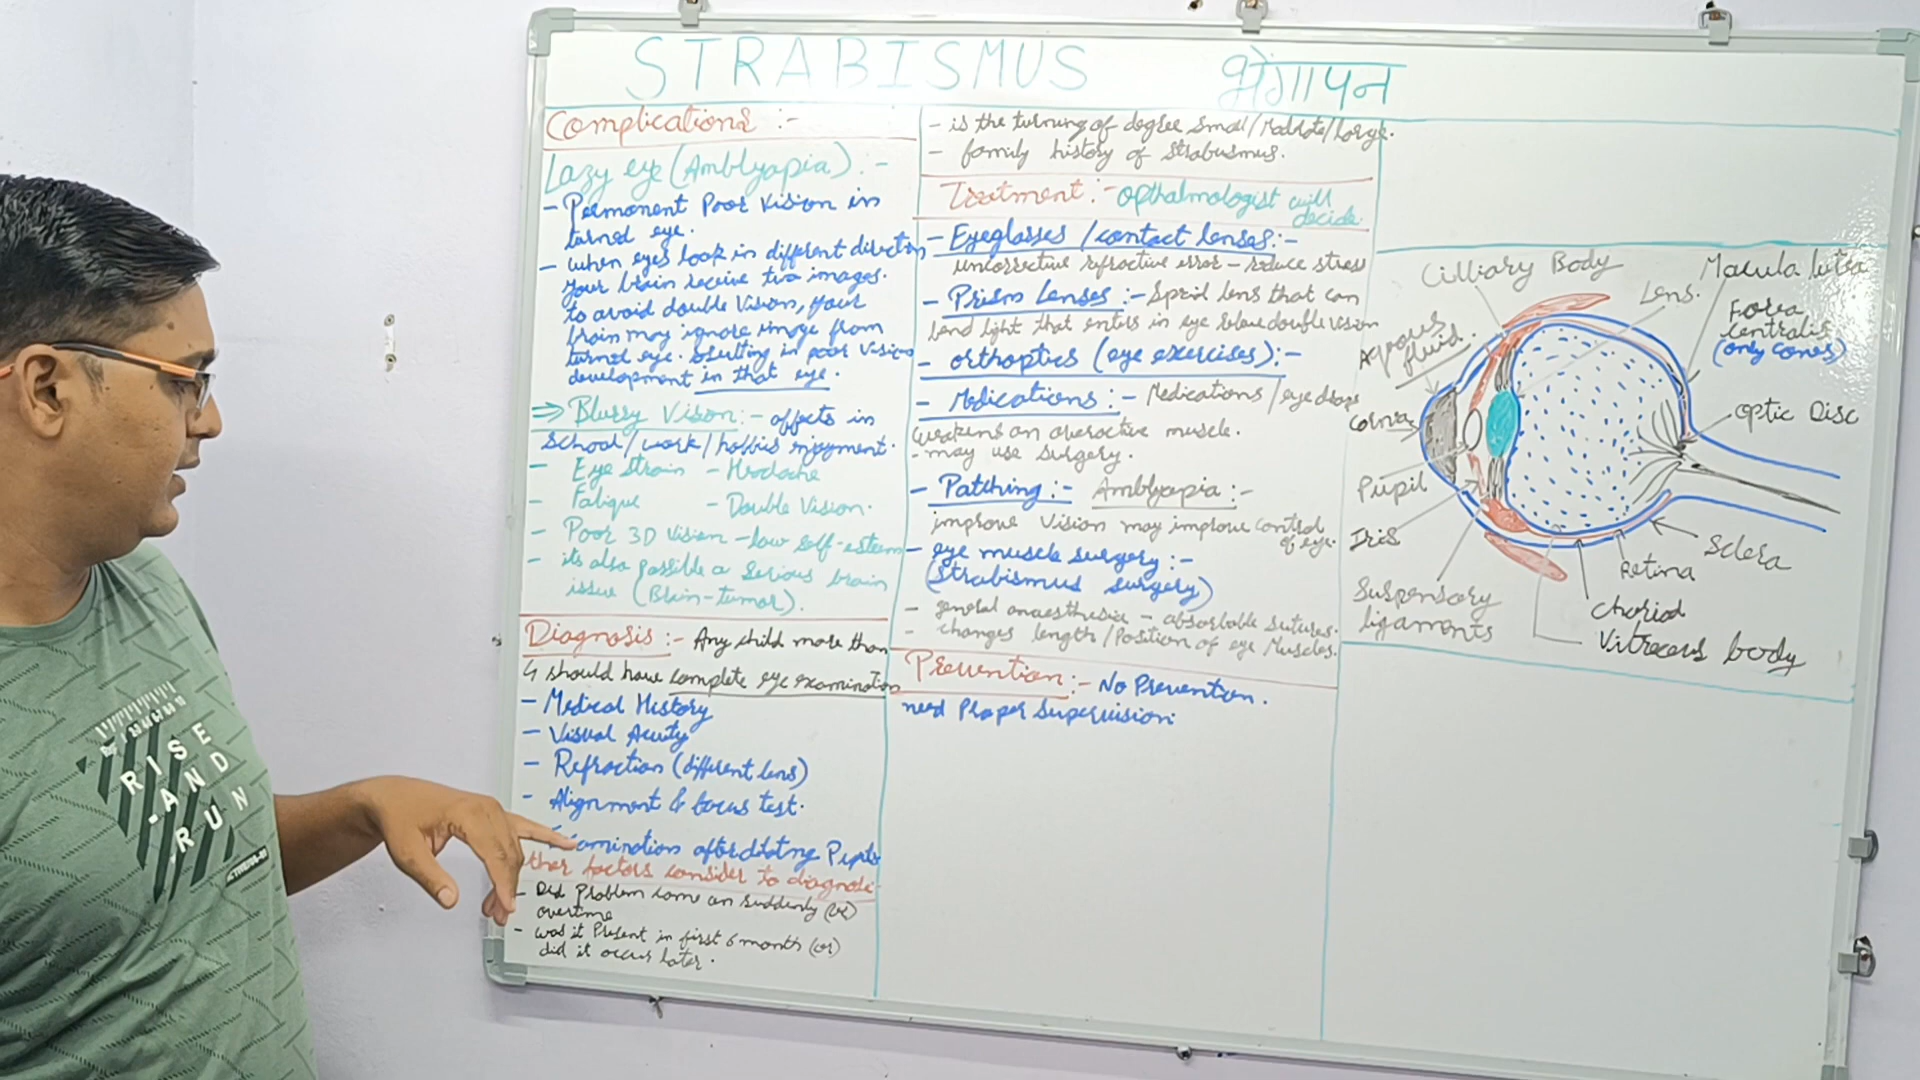 STRABISMUS भेंगापन
Complications :-
Lazy eye (Amblyopia) :-
- Permanent Poor Vision in
turned eye.
- when eyes look in different direction
your brain receive two images.
to avoid double Vision, your
brain may ignore image from
turned eye. resulting in poor vision
development in that eye.
⇒ Blurry Vison :- affects in
School / work / hobbies enjoyment.
- Eye strain - Headache
- Fatigue - Double Vision.
- Poor 3D Vision - low self-esteem
- its also possible a serious brain
issue (Brain-tumor).
Diagnosis :- Any child more than
4 should have complete eye examination
- Medical History
- Visual Acuity
- Refraction (different lens)
- Alignment & focus test.
after dilating
factors consider to diagnose
- Did Problem come on suddenly (or)
overtime
- was it Present in first 6 month (or)
did it occur later.
- is the turning of degree small / / large.
- family history of
Treatment :- opthalmologist will
decide.
- Eyeglasses / contact lenses :-
uncorrective refractive error - reduce stress
- Prism Lenses :- lens that can
bend light that enters in eye double vision
- orthoptics (eye exercises) :-
- Medications :- Medications / eye drops
weakens an overactive muscle.
- may use surgery.
- Patching :- Amblyopia :-
improve vision may improve control
of eye.
- eye muscle surgery :-
(strabismus surgery)
- general anaesthesia - absorbable sutures.
- changes length / Position of eye Muscles.
Prevention :- No Prevention.
need Proper Supervision.
Cilliary Body
Macula lutea
Lens.
Fovea
centralis
(only cones)
Aqueous
fluid.
optic Disc
Cornea
Pupil
Iris
Sclera
Retina
Suspensory
ligaments
Choriod
Vitreous body
RISE
-AND
-RUN